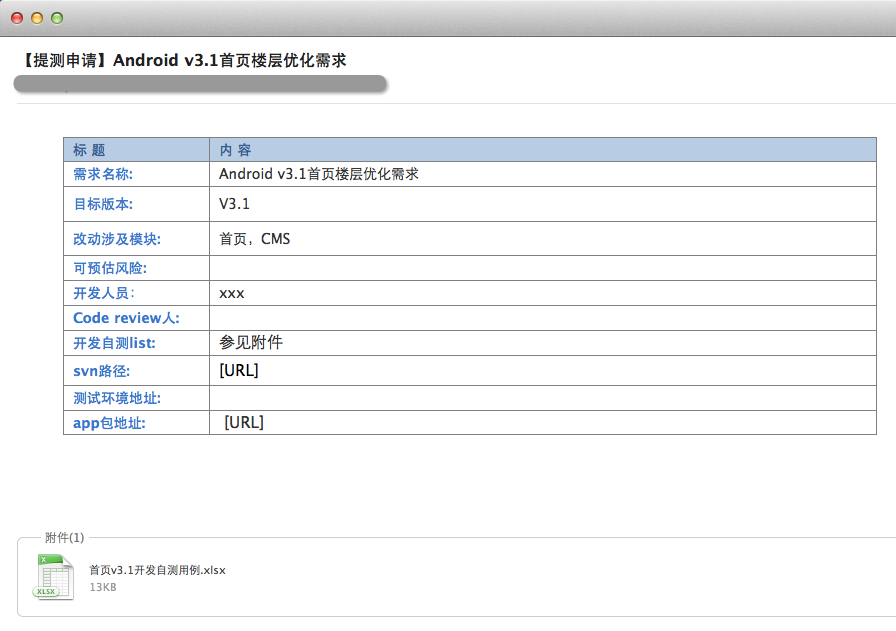 【提测申请】Android v3.1首页楼层优化需求
标 题 内 容
需求名称: Android v3.1首页楼层优化需求
目标版本: V3.1
改动涉及模块: 首页，CMS
可预估风险:
开发人员: xxx
Code review人:
开发自测list: 参见附件
svn路径: [URL]
测试环境地址:
app包地址: [URL]
附件(1)
首页v3.1开发自测用例.xlsx
XLSX
13KB